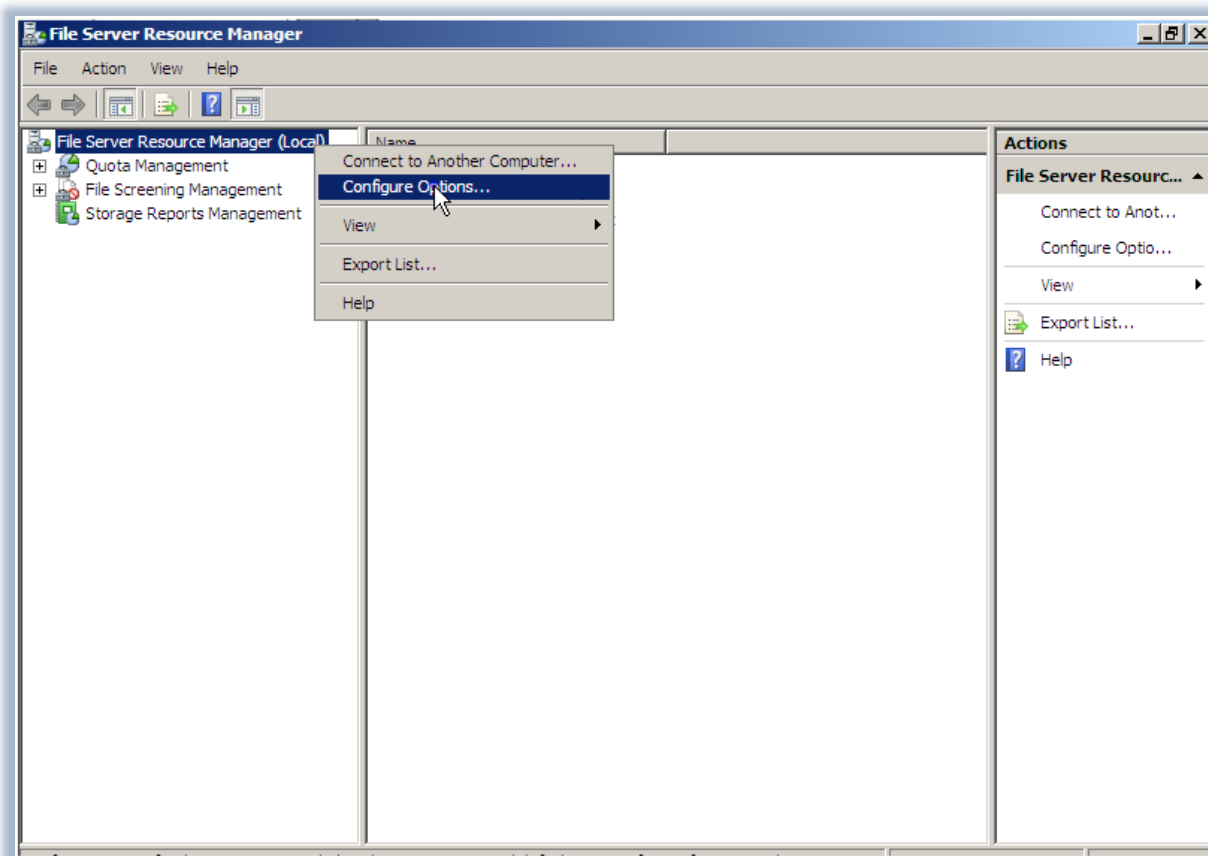 File Server Resource Manager
File Action View Help
File Server Resource Manager (Local)
Quota Management
File Screening Management
Storage Reports Management
Name
Connect to Another Computer...
Configure Options...
View
Export List...
Help
Actions
File Server Resourc...
Connect to Anot...
Configure Optio...
View
Export List...
Help